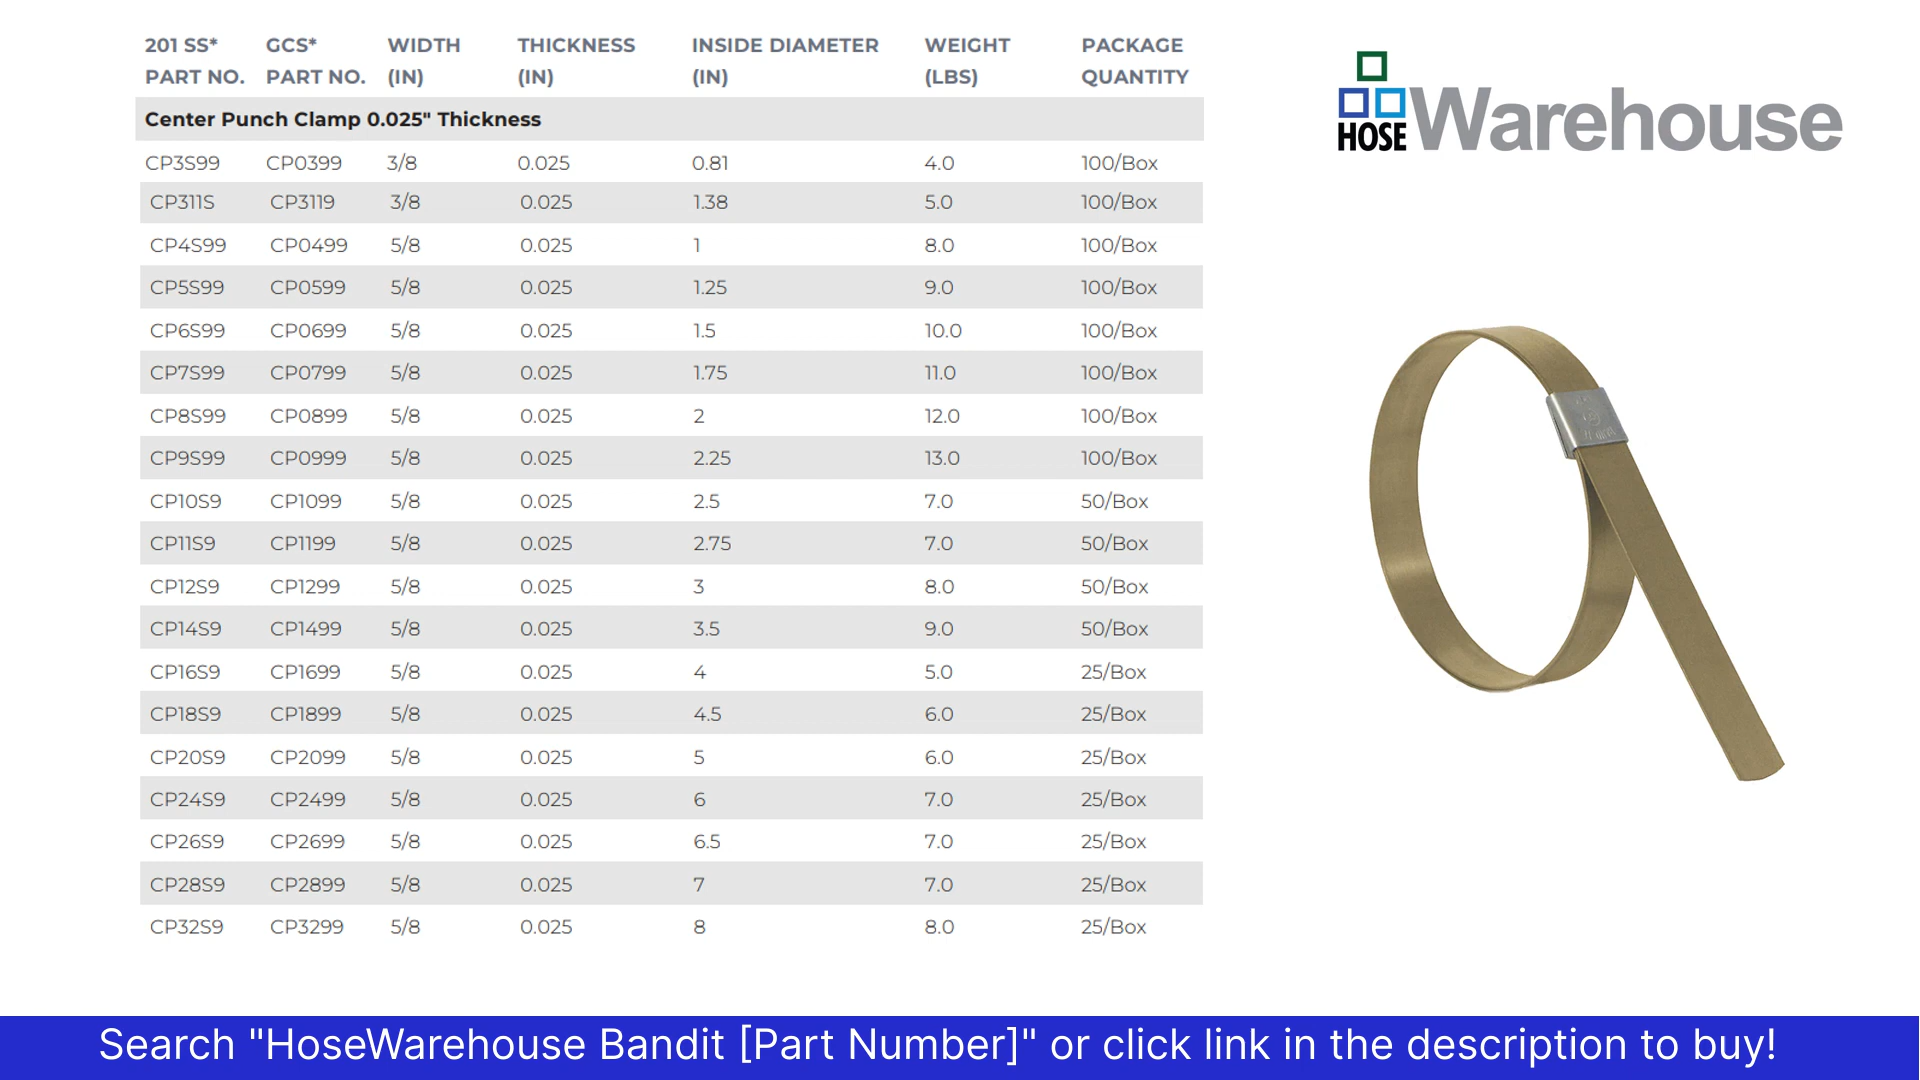 201 SS* GCS* WIDTH THICKNESS INSIDE DIAMETER WEIGHT PACKAGE
PART NO. PART NO. (IN) (IN) (IN) (LBS) QUANTITY
Center Punch Clamp 0.025" Thickness
CP3S99 CP0399 3/8 0.025 0.81 4.0 100/Box
CP311S CP3119 3/8 0.025 1.38 5.0 100/Box
CP4S99 CP0499 5/8 0.025 1 8.0 100/Box
CP5S99 CP0599 5/8 0.025 1.25 9.0 100/Box
CP6S99 CP0699 5/8 0.025 1.5 10.0 100/Box
CP7S99 CP0799 5/8 0.025 1.75 11.0 100/Box
CP8S99 CP0899 5/8 0.025 2 12.0 100/Box
CP9S99 CP0999 5/8 0.025 2.25 13.0 100/Box
CP10S9 CP1099 5/8 0.025 2.5 7.0 50/Box
CP11S9 CP1199 5/8 0.025 2.75 7.0 50/Box
CP12S9 CP1299 5/8 0.025 3 8.0 50/Box
CP14S9 CP1499 5/8 0.025 3.5 9.0 50/Box
CP16S9 CP1699 5/8 0.025 4 5.0 25/Box
CP18S9 CP1899 5/8 0.025 4.5 6.0 25/Box
CP20S9 CP2099 5/8 0.025 5 6.0 25/Box
CP24S9 CP2499 5/8 0.025 6 7.0 25/Box
CP26S9 CP2699 5/8 0.025 6.5 7.0 25/Box
CP28S9 CP2899 5/8 0.025 7 7.0 25/Box
CP32S9 CP3299 5/8 0.025 8 8.0 25/Box
HOSE Warehouse
Search "HoseWarehouse Bandit [Part Number]" or click link in the description to buy!